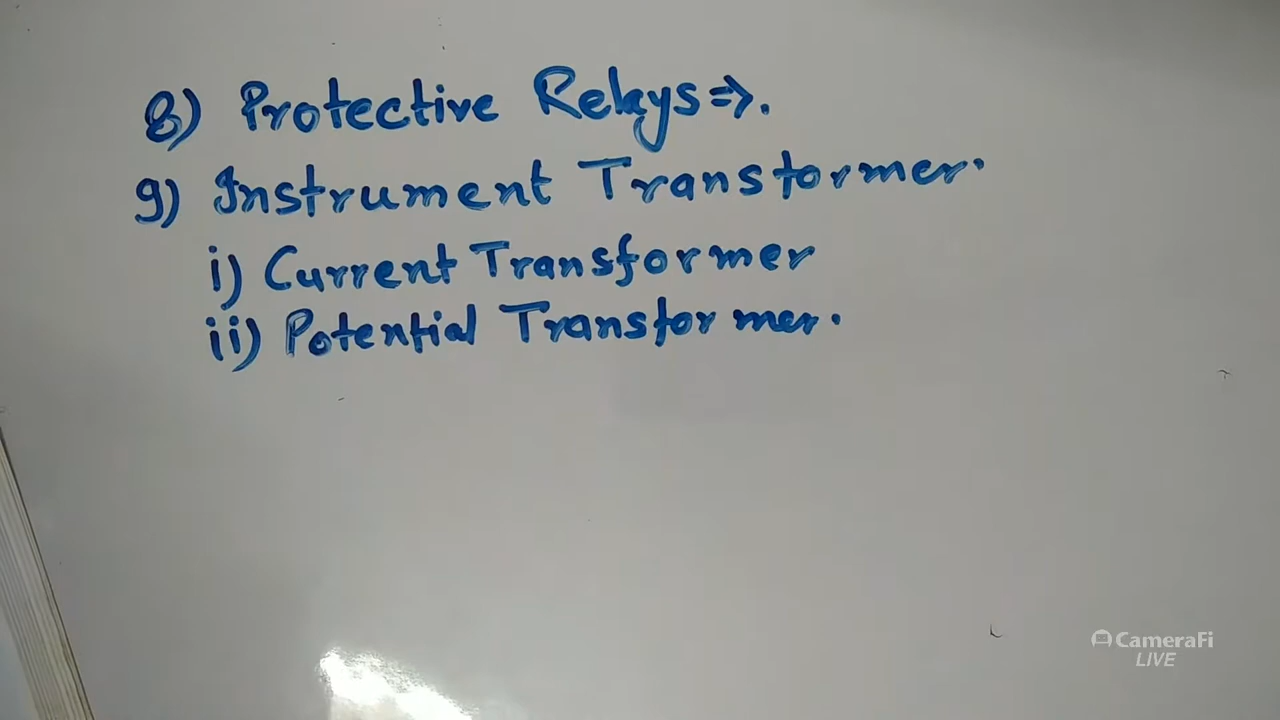 8) Protective Relays⇒.
9) Instrument Transformer.
i) Current Transformer
ii) Potential Transformer.
CameraFi
LIVE